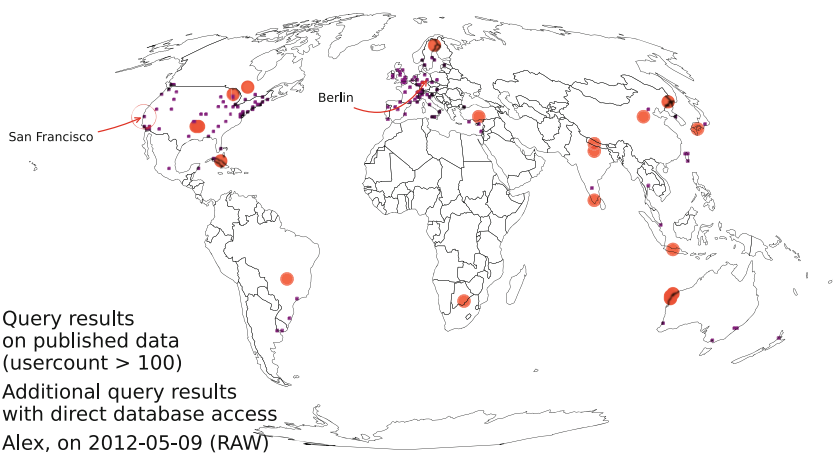 Berlin
San Francisco
Query results
on published data
(usercount > 100)
Additional query results
with direct database access
Alex, on 2012-05-09 (RAW)